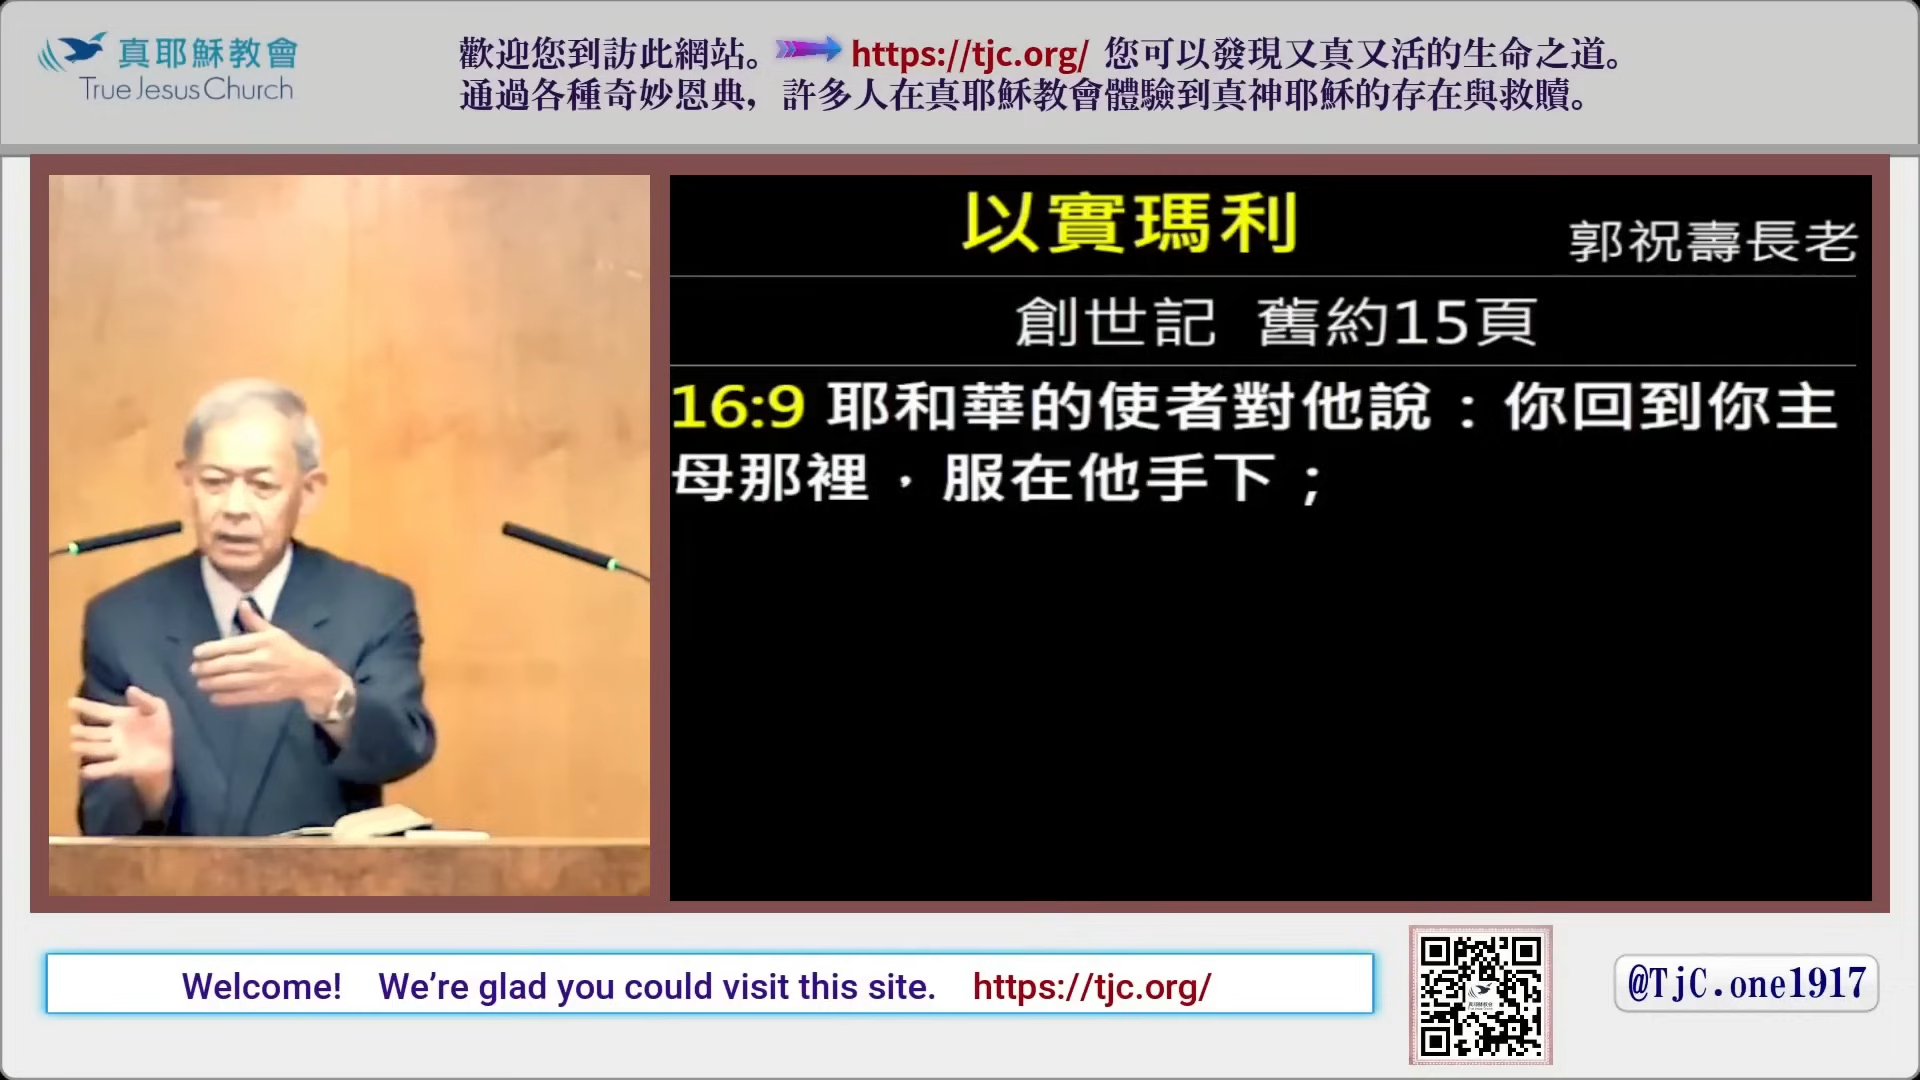 真耶穌教會
True Jesus Church
歡迎您到訪此網站。 https://tjc.org/ 您可以發現又真又活的生命之道。
通過各種奇妙恩典，許多人在真耶穌教會體驗到真神耶穌的存在與救贖。
以實瑪利
郭祝壽長老
創世記 舊約15頁
16:9 耶和華的使者對他說：你回到你主
母那裡，服在他手下；
Welcome! We’re glad you could visit this site. https://tjc.org/
@TjC.one1917